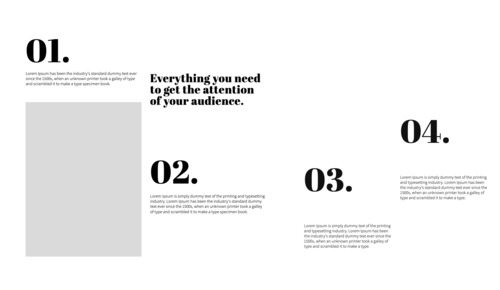 01.
Lorem Ipsum has been the industry's standard dummy text ever
since the 1500s, when an unknown printer took a galley of type
and scrambled it to make a type specimen book.
Everything you need
to get the attention
of your audience.
02.
Lorem Ipsum is simply dummy text of the printing and typesetting
industry. Lorem Ipsum has been the industry's standard dummy
text ever since the 1500s, when an unknown printer took a galley
of type and scrambled it to make a type specimen book.
03.
Lorem Ipsum is simply dummy text of the printing
and typesetting industry. Lorem Ipsum has been
the industry's standard dummy text ever since the
1500s, when an unknown printer took a galley of
type and scrambled it to make a type
04.
Lorem Ipsum is simply dummy text of the printing
and typesetting industry. Lorem Ipsum has been
the industry's standard dummy text ever since the
1500s, when an unknown printer took a galley of
type and scrambled it to make a type